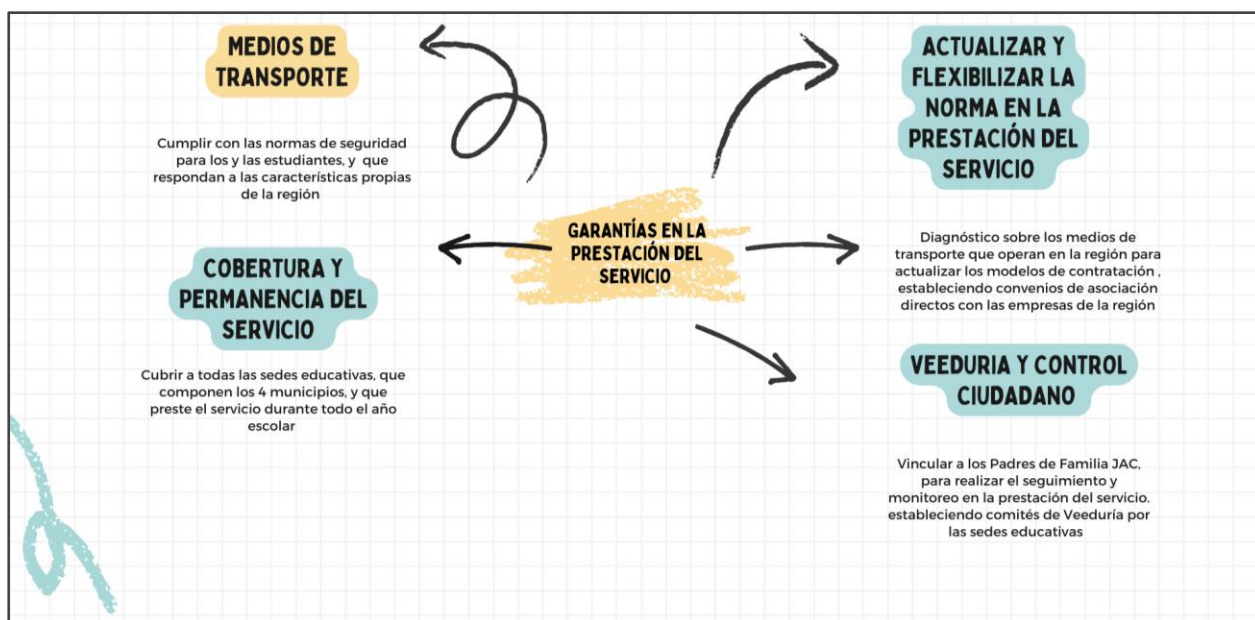 MEDIOS DE
TRANSPORTE
Cumplir con las normas de seguridad
para los y las estudiantes, y que
respondan a las características propias
de la región
COBERTURA Y
PERMANENCIA DEL
SERVICIO
Cubrir a todas las sedes educativas, que
componen los 4 municipios, y que
preste el servicio durante todo el año
escolar
GARANTÍAS EN LA
PRESTACIÓN DEL
SERVICIO
ACTUALIZAR Y
FLEXIBILIZAR LA
NORMA EN LA
PRESTACIÓN DEL
SERVICIO
Diagnóstico sobre los medios de
transporte que operan en la región para
actualizar los modelos de contratación ,
estableciendo convenios de asociación
directos con las empresas de la región
VEEDURIA Y CONTROL
CIUDADANO
Vincular a los Padres de Familia JAC,
para realizar el seguimiento y
monitoreo en la prestación del servicio.
estableciendo comités de Veeduría por
las sedes educativas